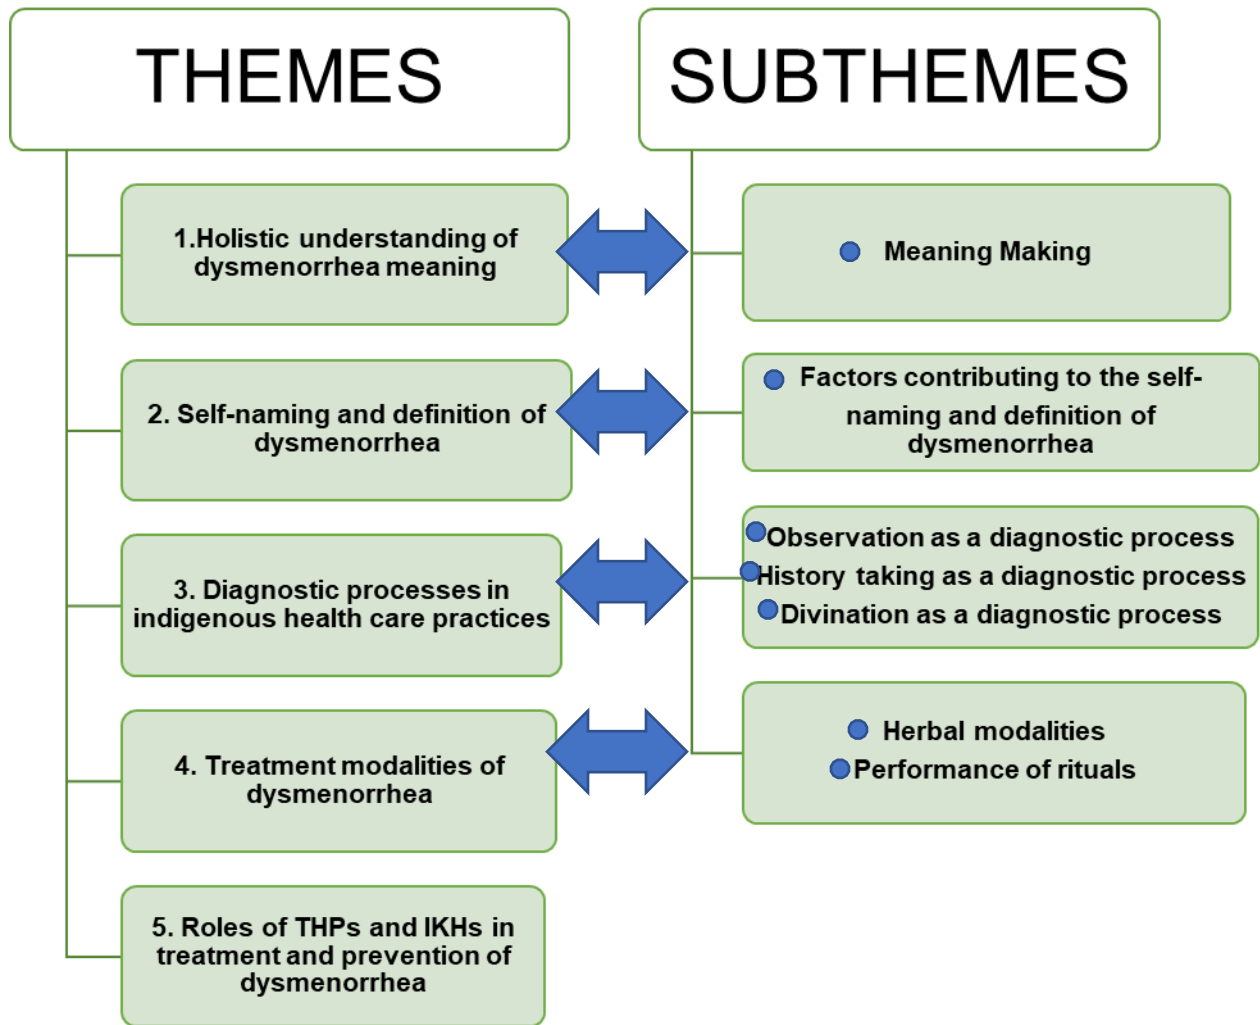 THEMES
SUBTHEMES
1.Holistic understanding of
dysmenorrhea meaning
Meaning Making
2. Self-naming and definition of
dysmenorrhea
Factors contributing to the self-
naming and definition of
dysmenorrhea
3. Diagnostic processes in
indigenous health care practices
Observation as a diagnostic process
History taking as a diagnostic process
Divination as a diagnostic process
4. Treatment modalities of
dysmenorrhea
Herbal modalities
Performance of rituals
5. Roles of THPs and IKHs in
treatment and prevention of
dysmenorrhea